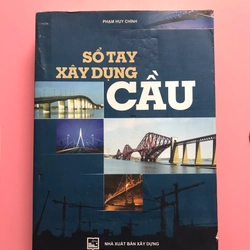 PHẠM HUY CHÍNH
SỔ TAY
XÂY DỰNG
CẦU
NHÀ XUẤT BẢN XÂY DỰNG